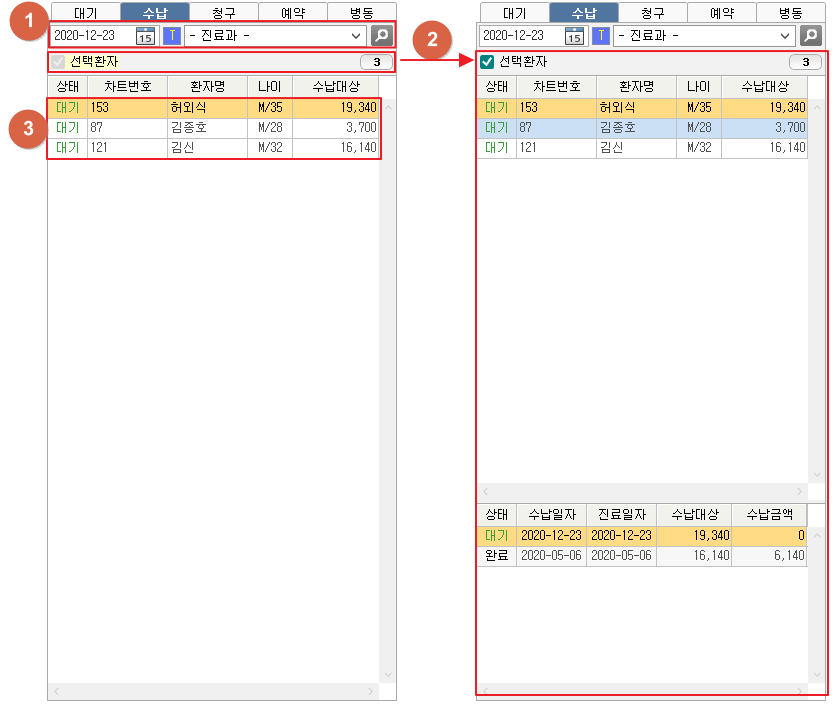 1
대기 수납 청구 예약 병동
2020-12-23 15 T - 진료과 -
선택환자 3
상태 차트번호 환자명 나이 수납대상
3
대기 153 허외식 M/35 19,340
대기 87 김종호 M/28 3,700
대기 121 김신 M/32 16,140
2
대기 수납 청구 예약 병동
2020-12-23 15 T - 진료과 -
선택환자 3
상태 차트번호 환자명 나이 수납대상
대기 153 허외식 M/35 19,340
대기 87 김종호 M/28 3,700
대기 121 김신 M/32 16,140
상태 수납일자 진료일자 수납대상 수납금액
대기 2020-12-23 2020-12-23 19,340 0
완료 2020-05-06 2020-05-06 16,140 6,140